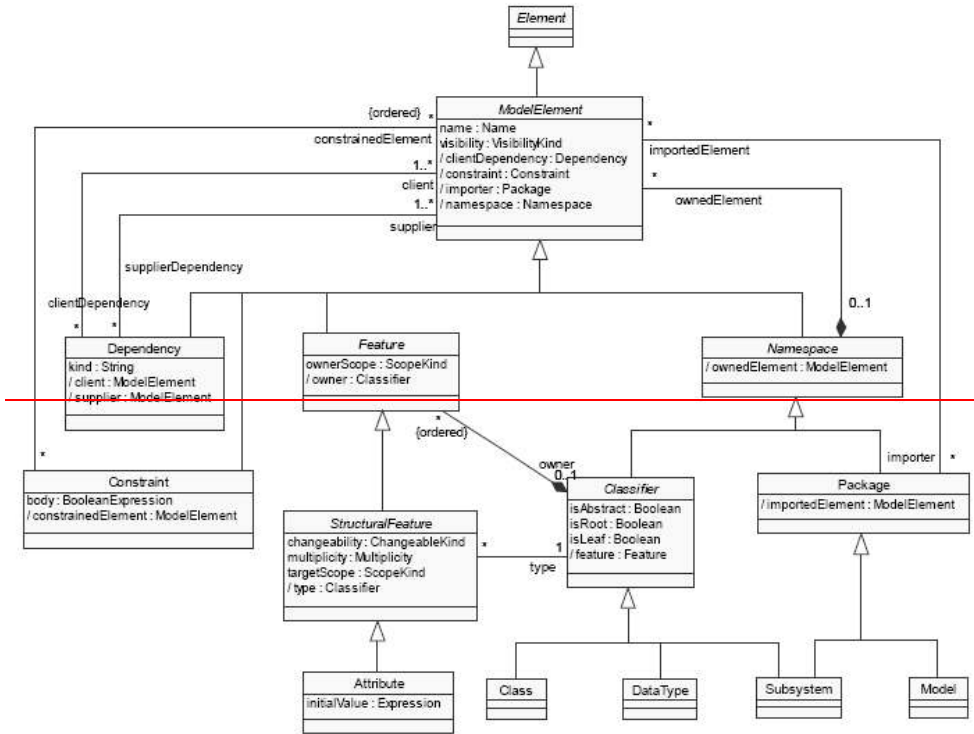 Element
ModelElement
name : Name
visibility : VisibilityKind
/ clientDependency : Dependency
/ constraint : Constraint
/ importer : Package
/ namespace : Namespace
{ordered} *
constrainedElement
1..*
client
1..*
supplier
*
importedElement
*
ownedElement
supplierDependency
clientDependency
* *
0..1
Dependency
kind : String
/ client : ModelElement
/ supplier : ModelElement
Feature
ownerScope : ScopeKind
/ owner : Classifier
Namespace
/ ownedElement : ModelElement
*
{ordered}
owner
0..1
importer *
*
Constraint
body : BooleanExpression
/ constrainedElement : ModelElement
StructuralFeature
changeability : ChangeableKind
multiplicity : Multiplicity
targetScope : ScopeKind
/ type : Classifier
* 1
type
Classifier
isAbstract : Boolean
isRoot : Boolean
isLeaf : Boolean
/ feature : Feature
Package
/ importedElement : ModelElement
Attribute
initialValue : Expression
Class
DataType
Subsystem
Model